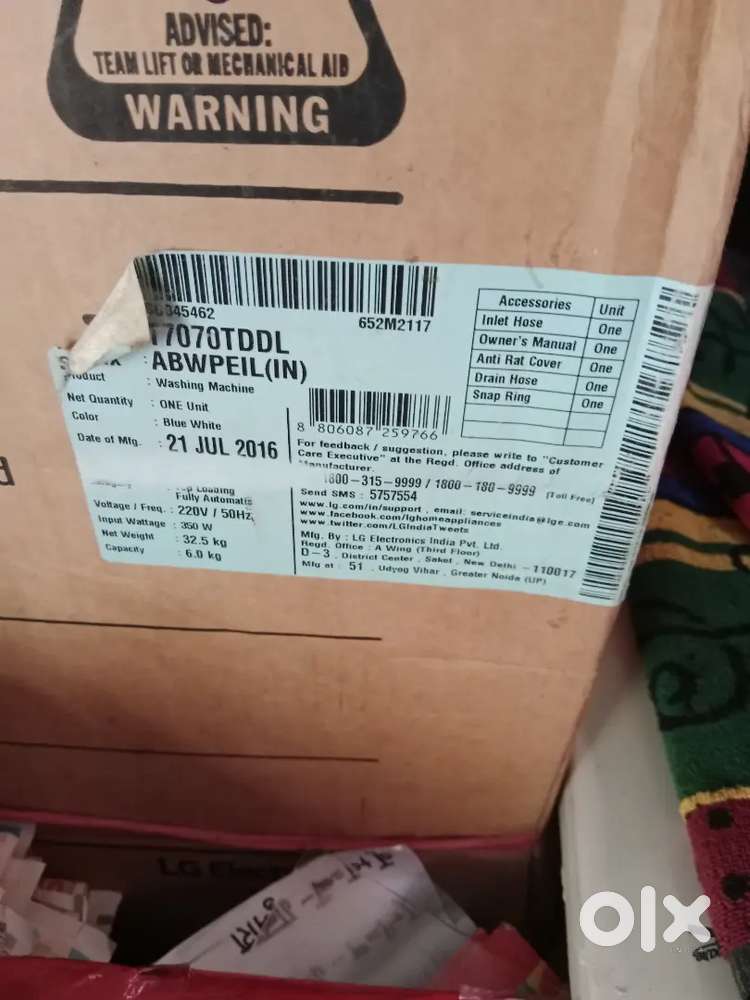 ADVISED:
TEAM LIFT OR MECHANICAL AID
WARNING
45462
652M2117
7070TDDL
: ABWPEIL(IN)
: Washing Machine
Net Quantity : ONE Unit
Color : Blue White
Date of Mfg. : 21 JUL 2016
Fully Automatic
Voltage / Freq. : 220V / 50Hz
Input Wattage : 350 W
Net Weight : 32.5 kg
Capacity : 6.0 kg
8 806087 259766
Accessories Unit
Inlet Hose One
Owner's Manual One
Anti Rat Cover One
Drain Hose One
Snap Ring One
For feedback / suggestion, please write to "Customer
Care Executive" at the Regd. Office address of
Manufacturer.
1800-315-9999 / 1800-180-9999 (Toll Free)
Send SMS : 5757554
www.lg.com/in/support , email: serviceindia@lge.com
www.facebook.com/lghomeappliances
www.twitter.com/LGIndiaTweets
Mfg. By : LG Electronics India Pvt. Ltd.
Regd. Office : A Wing (Third Floor)
D-3 , District Center , Saket , New Delhi - 110017
Mfg at : 51 , Udyog Vihar , Greater Noida (UP)
LG
olx